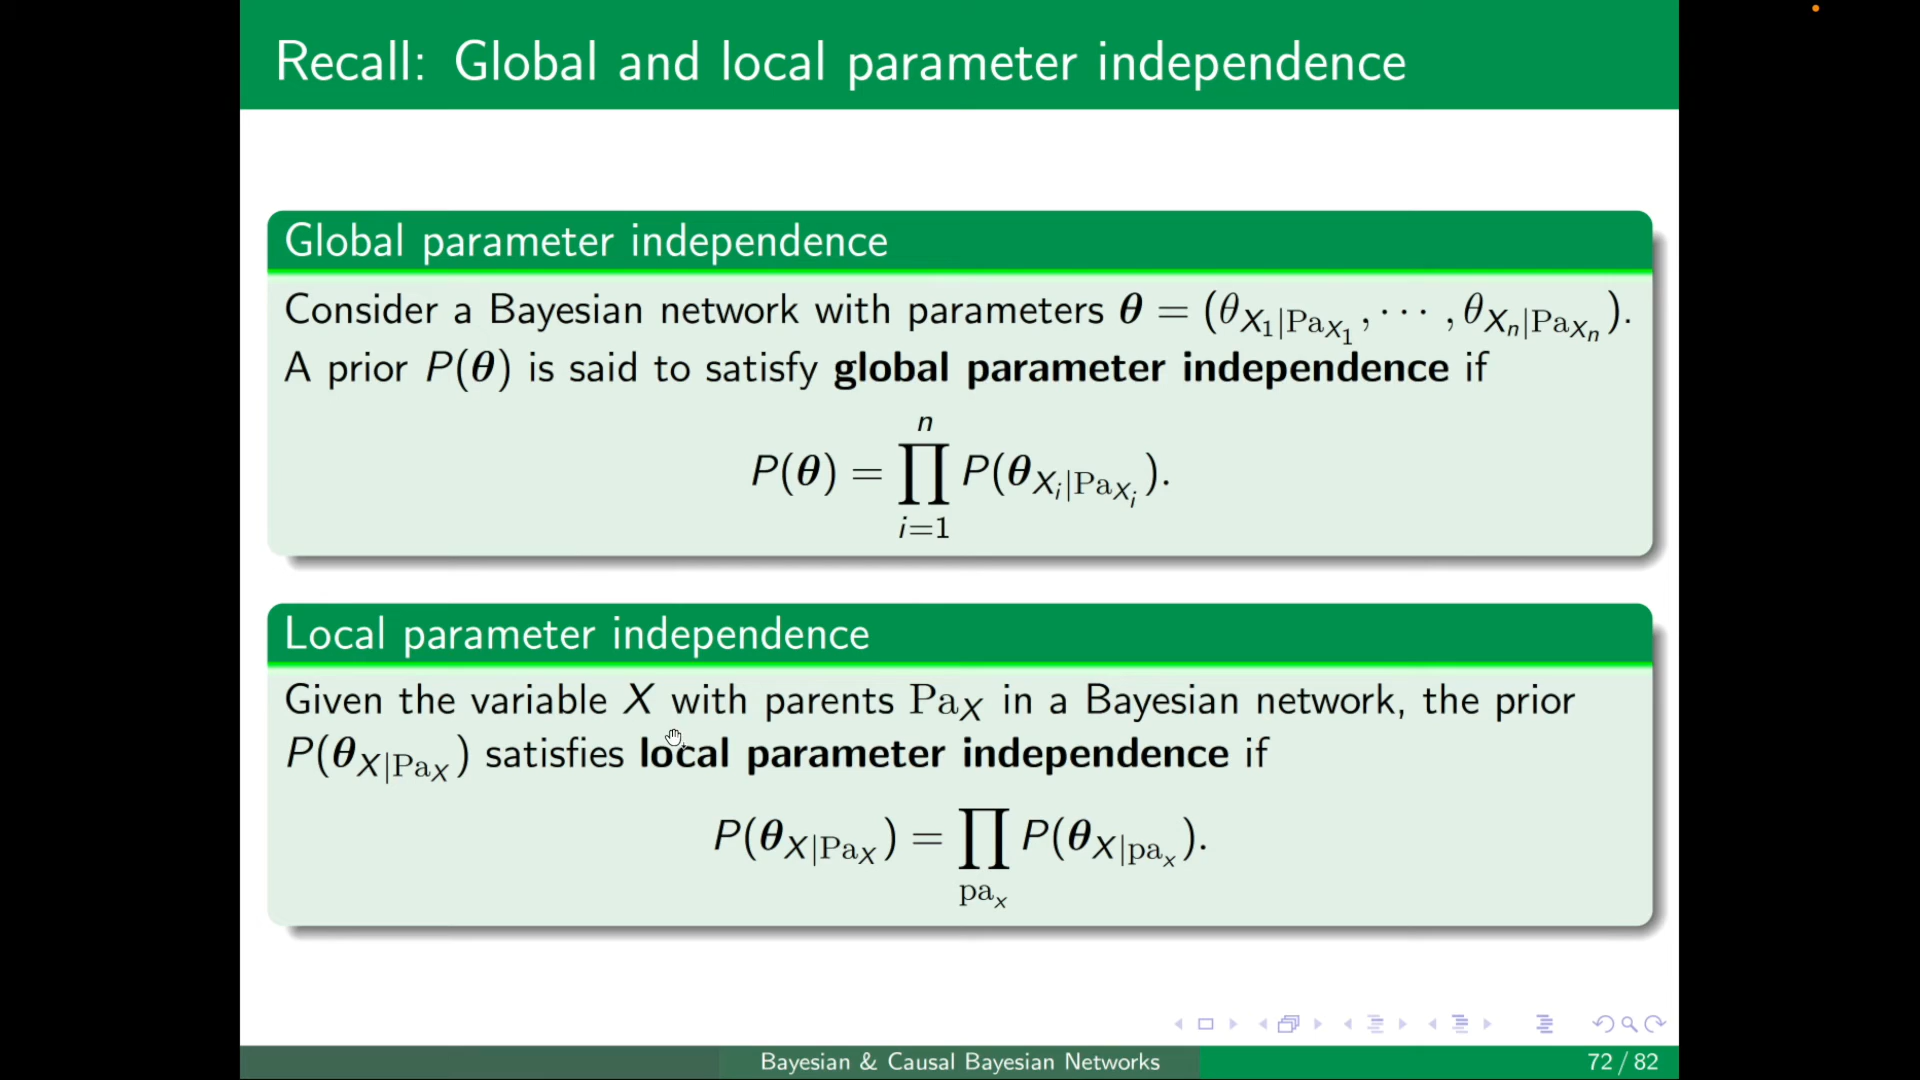 Recall: Global and local parameter independence
Global parameter independence
Consider a Bayesian network with parameters θ = (θ_{X_1|Pa_{X_1}}, ⋯ , θ_{X_n|Pa_{X_n}}).
A prior P(θ) is said to satisfy global parameter independence if
P(θ) = ∏_{i=1}^{n} P(θ_{X_i|Pa_{X_i}}).
Local parameter independence
Given the variable X with parents Pa_X in a Bayesian network, the prior
P(θ_{X|Pa_X}) satisfies local parameter independence if
P(θ_{X|Pa_X}) = ∏_{pa_x} P(θ_{X|pa_x}).
Bayesian & Causal Bayesian Networks
72 / 82